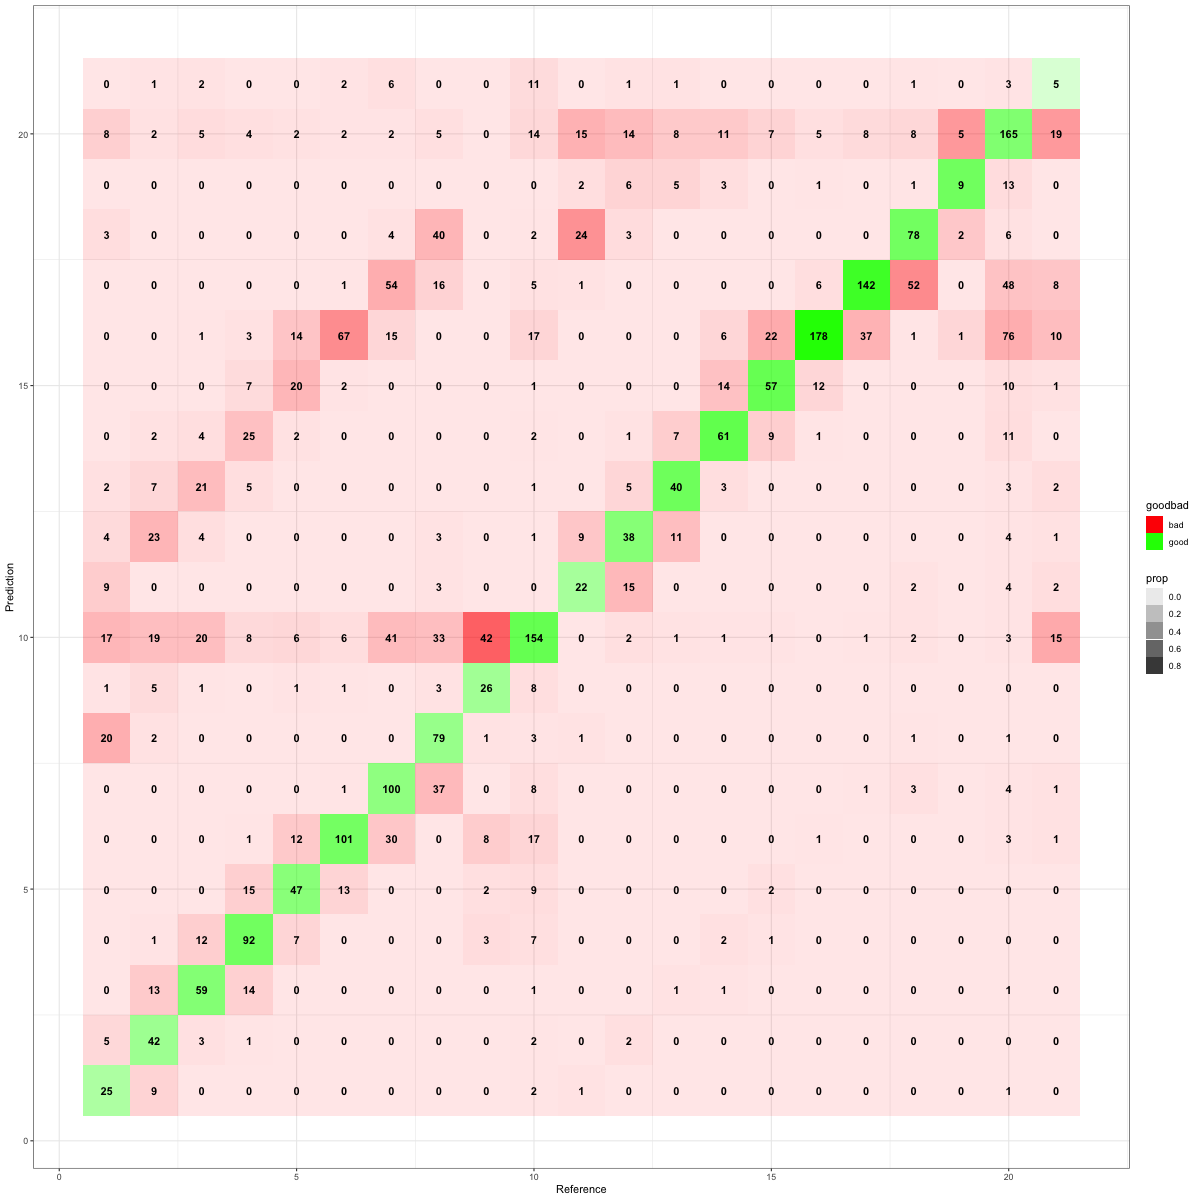 0 1 2 0 0 2 6 0 0 11 0 1 1 0 0 0 0 1 0 3 5
20 8 2 5 4 2 2 2 5 0 14 15 14 8 11 7 5 8 8 5 165 19
0 0 0 0 0 0 0 0 0 0 2 6 5 3 0 1 0 1 9 13 0
3 0 0 0 0 0 4 40 0 2 24 3 0 0 0 0 0 78 2 6 0
0 0 0 0 0 1 54 16 0 5 1 0 0 0 0 6 142 52 0 48 8
0 0 1 3 14 67 15 0 0 17 0 0 0 6 22 178 37 1 1 76 10
15 0 0 0 7 20 2 0 0 0 1 0 0 0 14 57 12 0 0 0 10 1
0 2 4 25 2 0 0 0 0 2 0 1 7 61 9 1 0 0 0 11 0
2 7 21 5 0 0 0 0 0 1 0 5 40 3 0 0 0 0 0 3 2
4 23 4 0 0 0 0 3 0 1 9 38 11 0 0 0 0 0 0 4 1
9 0 0 0 0 0 0 3 0 0 22 15 0 0 0 0 0 2 0 4 2
10 17 19 20 8 6 6 41 33 42 154 0 2 1 1 1 0 1 2 0 3 15
1 5 1 0 1 1 0 3 26 8 0 0 0 0 0 0 0 0 0 0 0
20 2 0 0 0 0 0 79 1 3 1 0 0 0 0 0 0 1 0 1 0
0 0 0 0 0 1 100 37 0 8 0 0 0 0 0 0 1 3 0 4 1
0 0 0 1 12 101 30 0 8 17 0 0 0 0 0 1 0 0 0 3 1
5 0 0 0 15 47 13 0 0 2 9 0 0 0 0 2 0 0 0 0 0 0
0 1 12 92 7 0 0 0 3 7 0 0 0 2 1 0 0 0 0 0 0
0 13 59 14 0 0 0 0 0 1 0 0 1 1 0 0 0 0 0 1 0
5 42 3 1 0 0 0 0 0 2 0 2 0 0 0 0 0 0 0 0 0
25 9 0 0 0 0 0 0 0 2 1 0 0 0 0 0 0 0 0 1 0
0
0 5 10 15 20
Reference
Prediction
goodbad
bad
good
prop
0.0
0.2
0.4
0.6
0.8